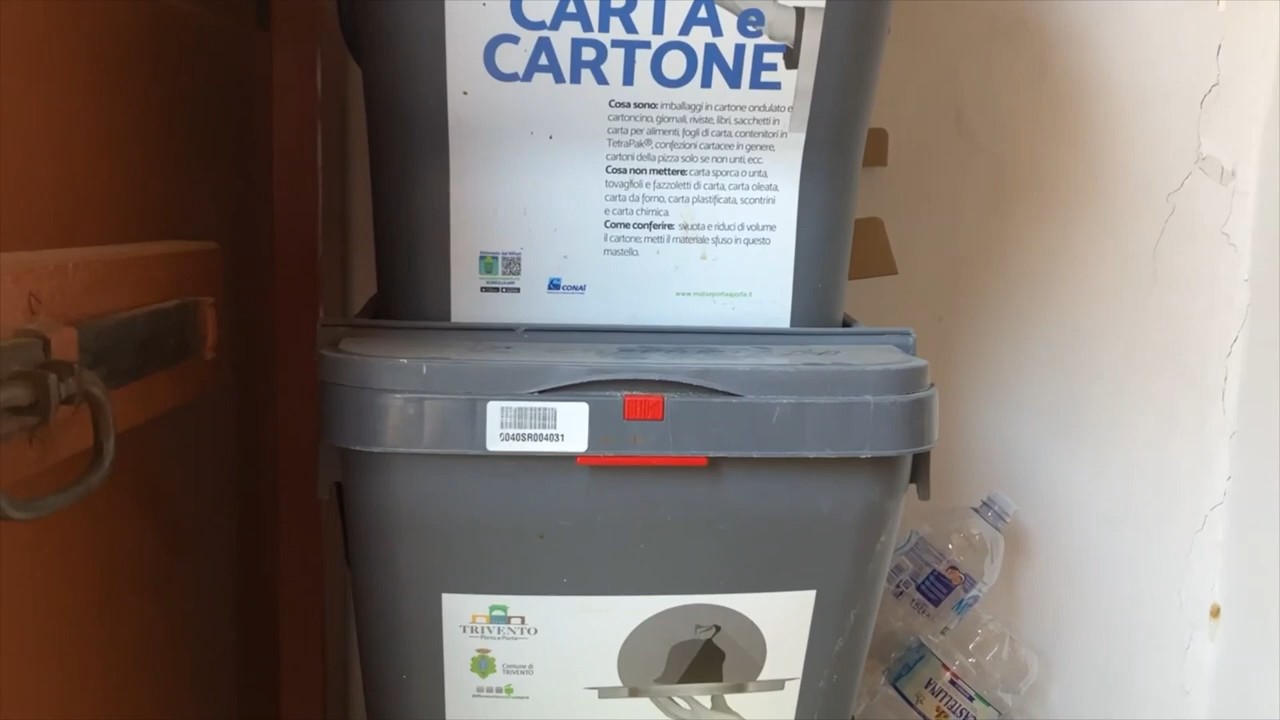 CARTA e
CARTONE
Cosa sono: imballaggi in cartone ondulato e
cartoncino, giornali, riviste, libri, sacchetti in
carta per alimenti, fogli di carta, contenitori in
TetraPak®, confezioni cartacee in genere,
cartoni della pizza solo se non unti, ecc.
Cosa non mettere: carta sporca o unta,
tovaglioli e fazzoletti di carta, carta oleata,
carta da forno, carta plastificata, scontrini
e carta chimica.
Come conferire: svuota e riduci di volume
il cartone; metti il materiale sfuso in questo
mastello.
CONAI
www.moliseportaaporta.it
0040SR004031
TRIVENTO
Porta a Porta
Comune di
TRIVENTO
CASTELLINA